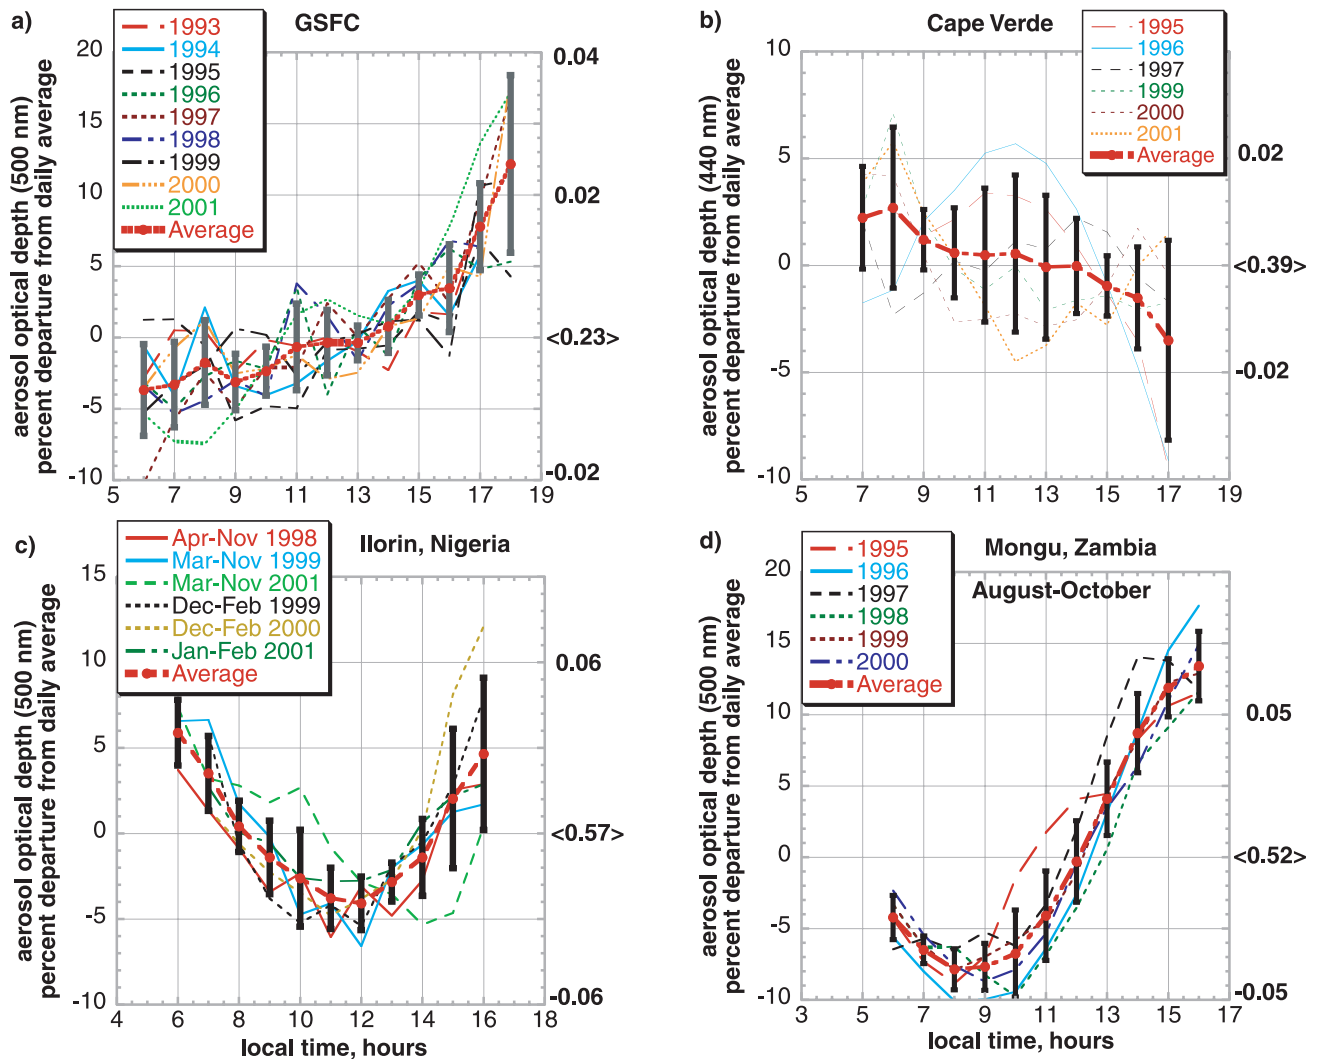 a)
GSFC
1993
1994
1995
1996
1997
1998
1999
2000
2001
Average
aerosol optical depth (500 nm)
percent departure from daily average
20
15
10
5
0
-5
-10
0.04
0.02
<0.23>
-0.02
5 7 9 11 13 15 17 19
b)
Cape Verde
1995
1996
1997
1999
2000
2001
Average
aerosol optical depth (440 nm)
percent departure from daily average
10
5
0
-5
-10
0.02
<0.39>
-0.02
5 7 9 11 13 15 17 19
c)
Ilorin, Nigeria
Apr-Nov 1998
Mar-Nov 1999
Mar-Nov 2001
Dec-Feb 1999
Dec-Feb 2000
Jan-Feb 2001
Average
aerosol optical depth (500 nm)
percent departure from daily average
15
10
5
0
-5
-10
0.06
<0.57>
-0.06
4 6 8 10 12 14 16 18
local time, hours
d)
Mongu, Zambia
August-October
1995
1996
1997
1998
1999
2000
Average
aerosol optical depth (500 nm)
percent departure from daily average
20
15
10
5
0
-5
-10
0.05
<0.52>
-0.05
5 7 9 11 13 15 17
local time, hours